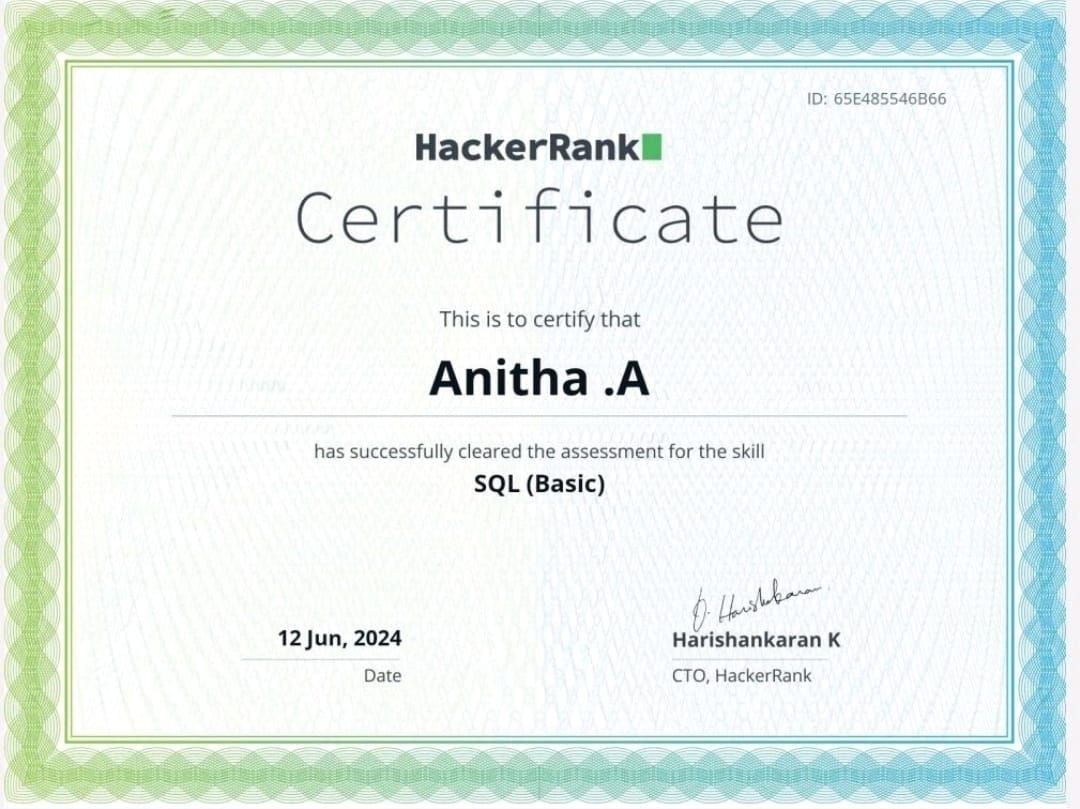 ID: 65E485546B66
HackerRank
Certificate
This is to certify that
Anitha .A
has successfully cleared the assessment for the skill
SQL (Basic)
12 Jun, 2024
Date
Harishankaran K
CTO, HackerRank